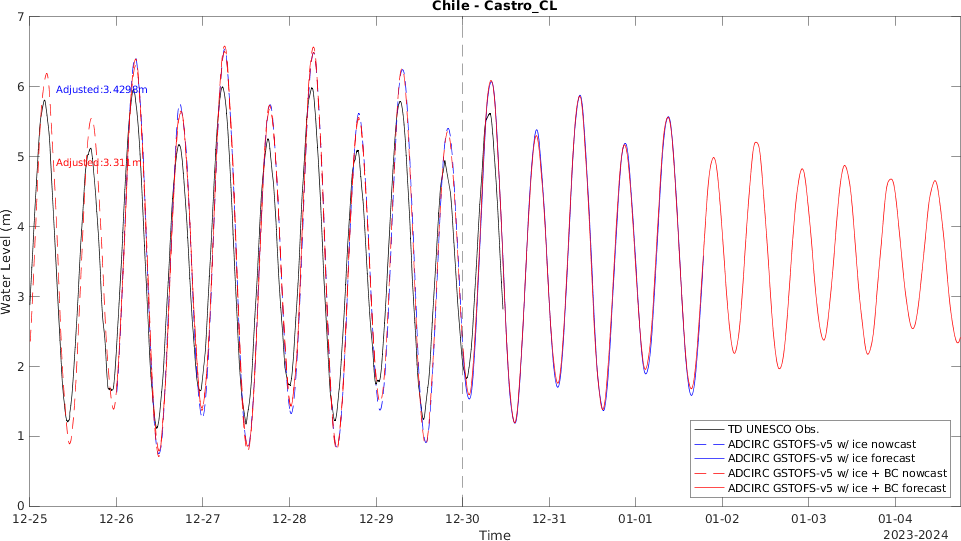 Chile - Castro_CL
7
6
5
4
3
2
1
0
Water Level (m)
Adjusted:3.4298m
Adjusted:3.311m
TD UNESCO Obs.
ADCIRC GSTOFS-v5 w/ ice nowcast
ADCIRC GSTOFS-v5 w/ ice forecast
ADCIRC GSTOFS-v5 w/ ice + BC nowcast
ADCIRC GSTOFS-v5 w/ ice + BC forecast
12-25 12-26 12-27 12-28 12-29 12-30 12-31 01-01 01-02 01-03 01-04
Time
2023-2024